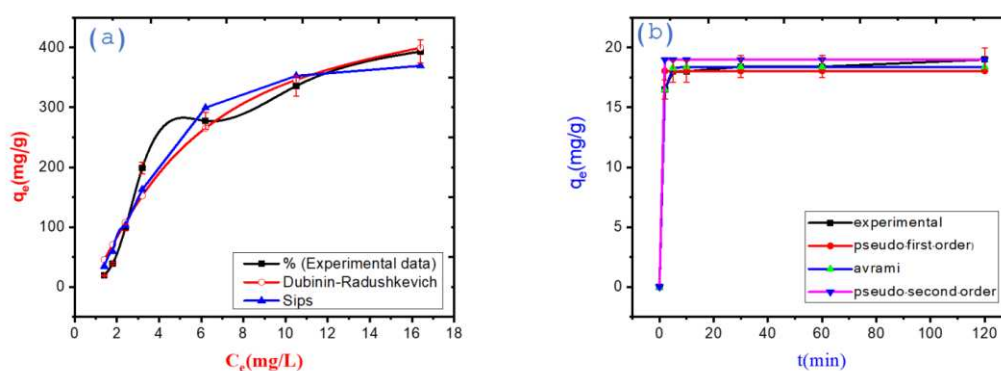 (a)
400
300
200
100
0
qe(mg/g)
% (Experimental data)
Dubinin-Radushkevich
Sips
0 2 4 6 8 10 12 14 16 18
Ce(mg/L)
(b)
20
15
10
5
0
qe(mg/g)
experimental
pseudo-first-order)
avrami
pseudo-second-order
0 20 40 60 80 100 120
t(min)